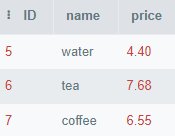 ID name price
5 water 4.40
6 tea 7.68
7 coffee 6.55